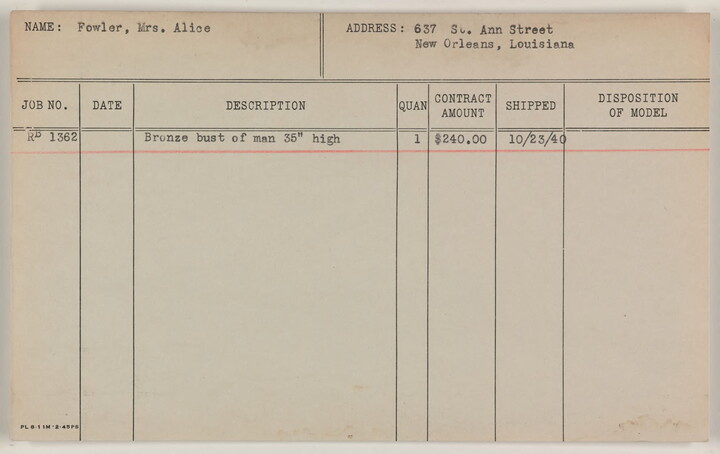 NAME: Fowler, Mrs. Alice
ADDRESS: 637 St. Ann Street
New Orleans, Louisiana
JOB NO. DATE DESCRIPTION QUAN CONTRACT AMOUNT SHIPPED DISPOSITION OF MODEL
RB 1362 Bronze bust of man 35" high 1 $240.00 10/23/40